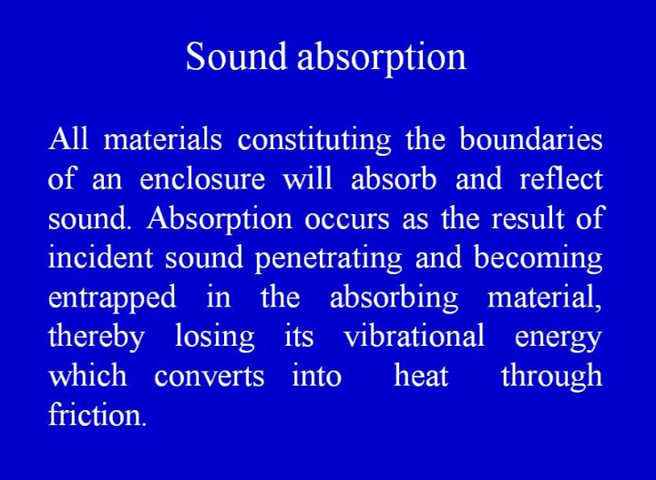 Sound absorption
All materials constituting the boundaries
of an enclosure will absorb and reflect
sound. Absorption occurs as the result of
incident sound penetrating and becoming
entrapped in the absorbing material,
thereby losing its vibrational energy
which converts into heat through
friction.